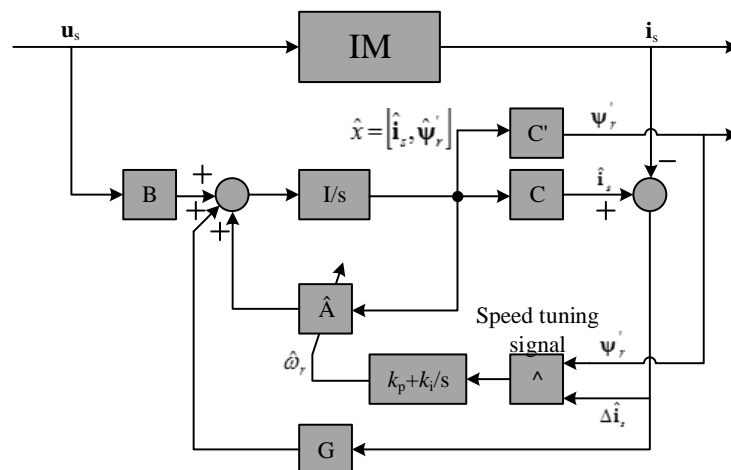 u_s
IM
i_s
x̂ = [î_s, ψ̂'_r]
C'
ψ'_r
+
B
+
+
I/s
C
î_s
+
−
Â
Speed tuning
signal
ω̂_r
k_p+k_i/s
^
ψ'_r
Δî_s
G